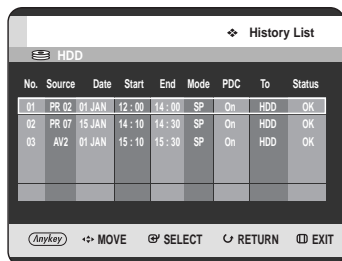 ❖ History List
HDD
No. Source Date Start End Mode PDC To Status
01 PR 02 01 JAN 12 : 00 14 : 00 SP On HDD OK
02 PR 07 15 JAN 14 : 10 14 : 30 SP On HDD OK
03 AV2 01 JAN 15 : 10 15 : 30 SP On HDD OK
Anykey MOVE SELECT RETURN EXIT